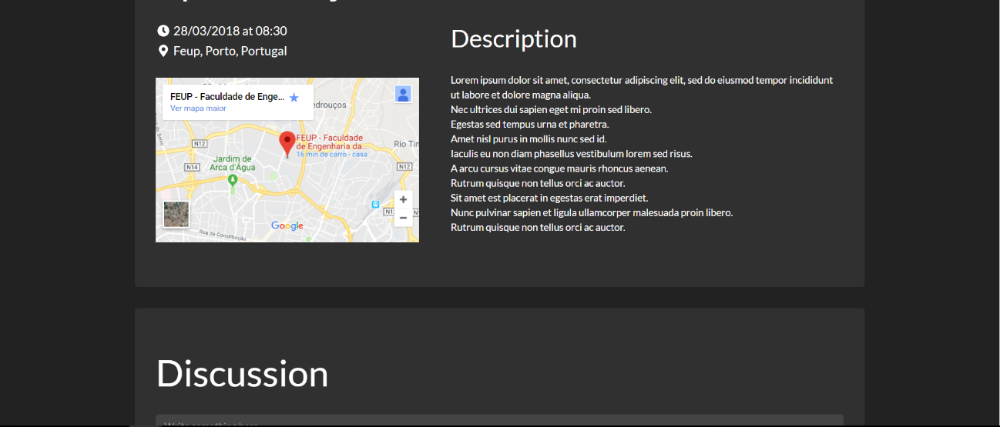 28/03/2018 at 08:30
Feup, Porto, Portugal
FEUP - Faculdade de Enge...
Ver mapa maior
edrouços
N12
FEUP - Faculdade
de Engenharia da...
16 min de carro - casa
Rio Tin
Jardim de
Arca d'Água
N14
N12
+
−
Google
Rua da Constituição
Description
Lorem ipsum dolor sit amet, consectetur adipiscing elit, sed do eiusmod tempor incididunt
ut labore et dolore magna aliqua.
Nec ultrices dui sapien eget mi proin sed libero.
Egestas sed tempus urna et pharetra.
Amet nisl purus in mollis nunc sed id.
Iaculis eu non diam phasellus vestibulum lorem sed risus.
A arcu cursus vitae congue mauris rhoncus aenean.
Rutrum quisque non tellus orci ac auctor.
Sit amet est placerat in egestas erat imperdiet.
Nunc pulvinar sapien et ligula ullamcorper malesuada proin libero.
Rutrum quisque non tellus orci ac auctor.
Discussion
Write something here